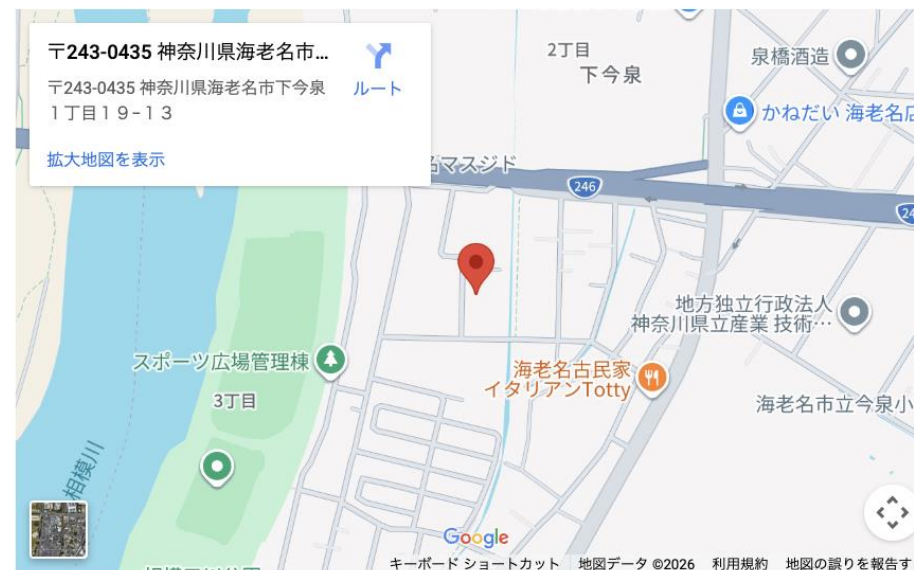 〒243-0435 神奈川県海老名市...
〒243-0435 神奈川県海老名市下今泉
1丁目19-13
ルート
拡大地図を表示
2丁目
下今泉
泉橋酒造
かねだい 海老名店
名マスジド
246
24
地方独立行政法人
神奈川県立産業 技術…
スポーツ広場管理棟
海老名古民家
イタリアンTotty
3丁目
海老名市立今泉小
相模川
Google
キーボード ショートカット
地図データ ©2026
利用規約
地図の誤りを報告す